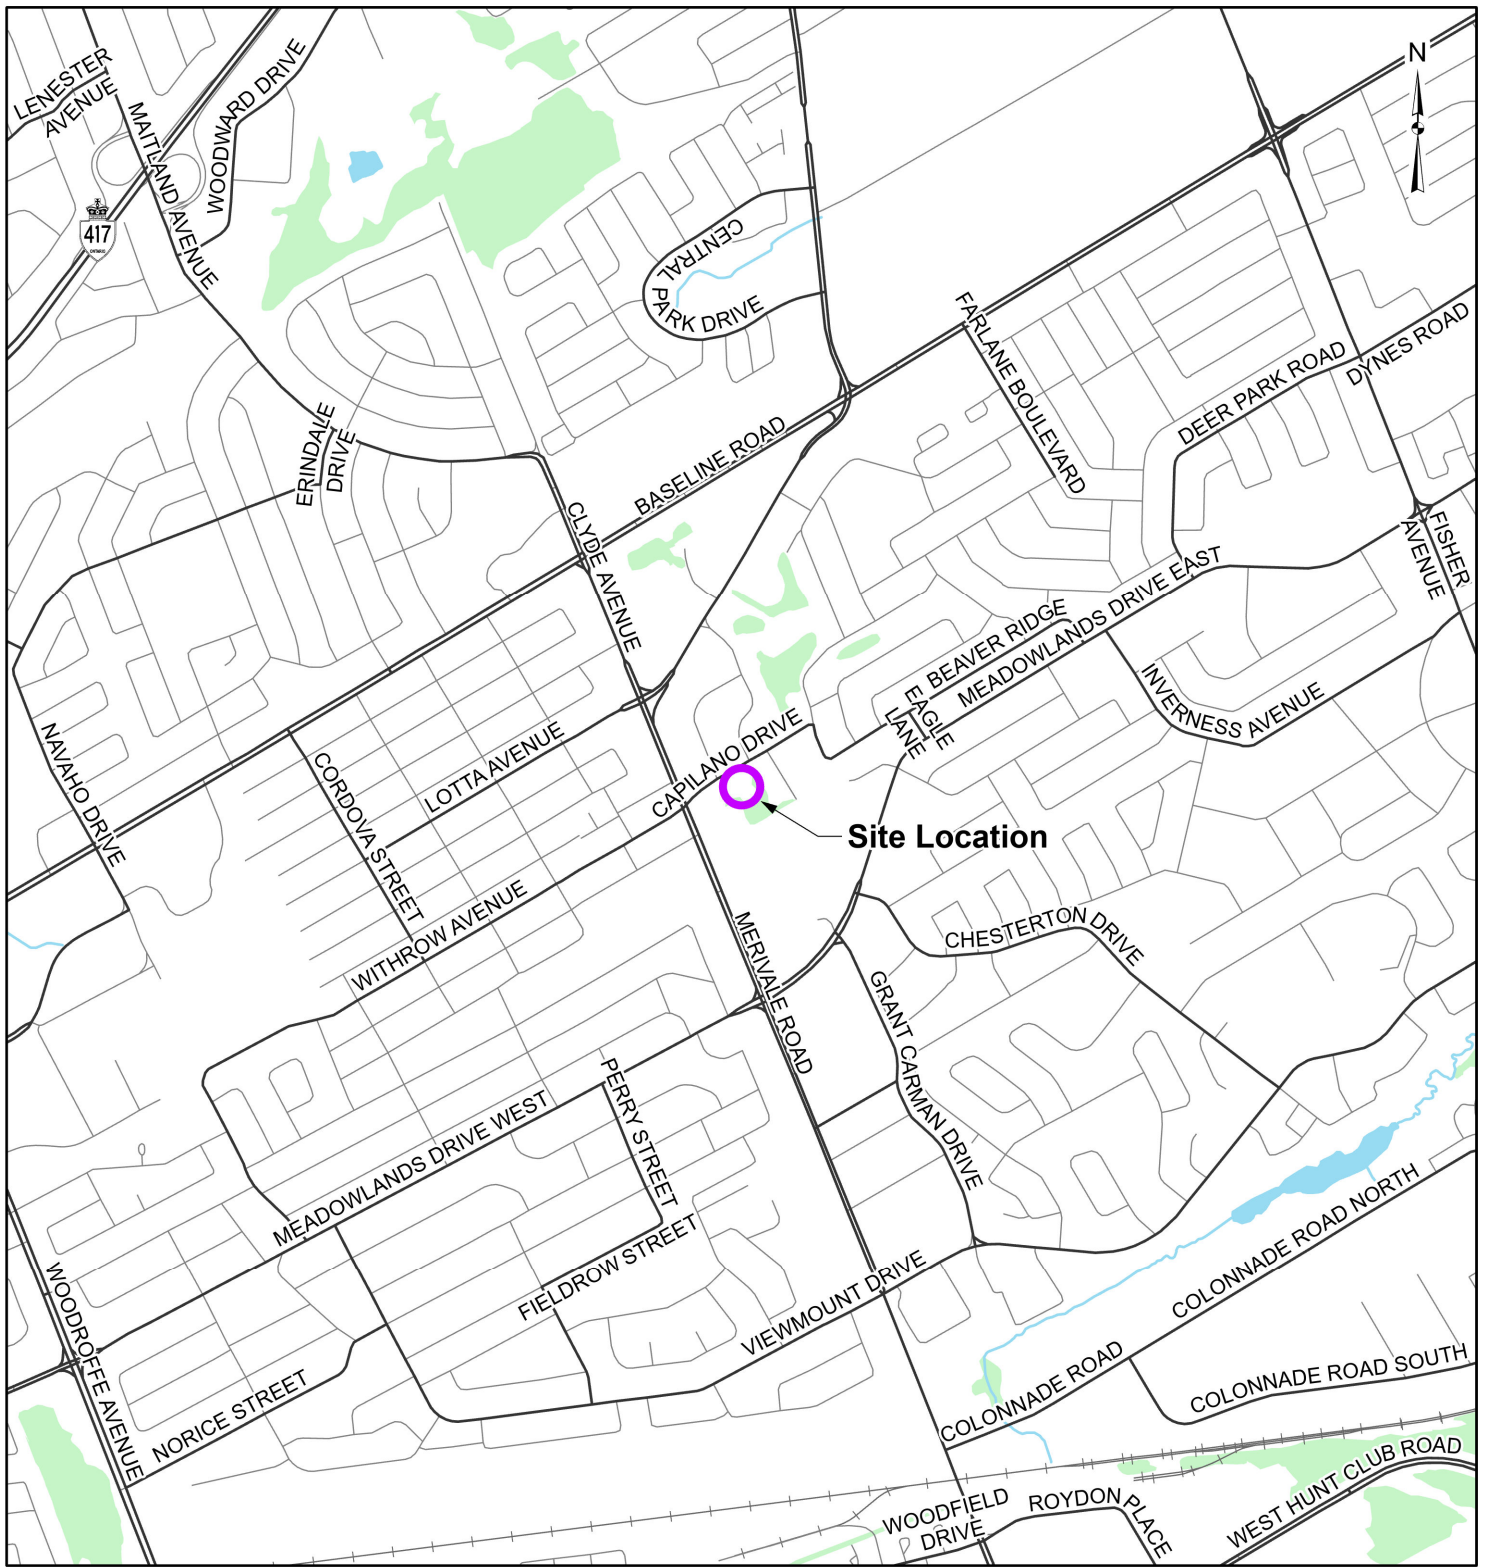 LENESTER
AVENUE
MAITLAND AVENUE
WOODWARD DRIVE
N
417
ONTARIO
CENTRAL
PARK DRIVE
FARLANE BOULEVARD
DYNES ROAD
DEER PARK ROAD
ERINDALE
DRIVE
BASELINE ROAD
CLYDE AVENUE
FISHER
AVENUE
MEADOWLANDS DRIVE EAST
BEAVER RIDGE
EAGLE
LANE
INVERNESS AVENUE
NAVAHO DRIVE
CORDOVA STREET
LOTTA AVENUE
CAPILANO DRIVE
Site Location
WITHROW AVENUE
MERIVALE ROAD
CHESTERTON DRIVE
GRANT CARMAN DRIVE
PERRY STREET
MEADOWLANDS DRIVE WEST
FIELDROW STREET
VIEWMOUNT DRIVE
COLONNADE ROAD NORTH
WOODROFFE AVENUE
NORICE STREET
COLONNADE ROAD
COLONNADE ROAD SOUTH
WEST HUNT CLUB ROAD
WOODFIELD
DRIVE
ROYDON PLACE